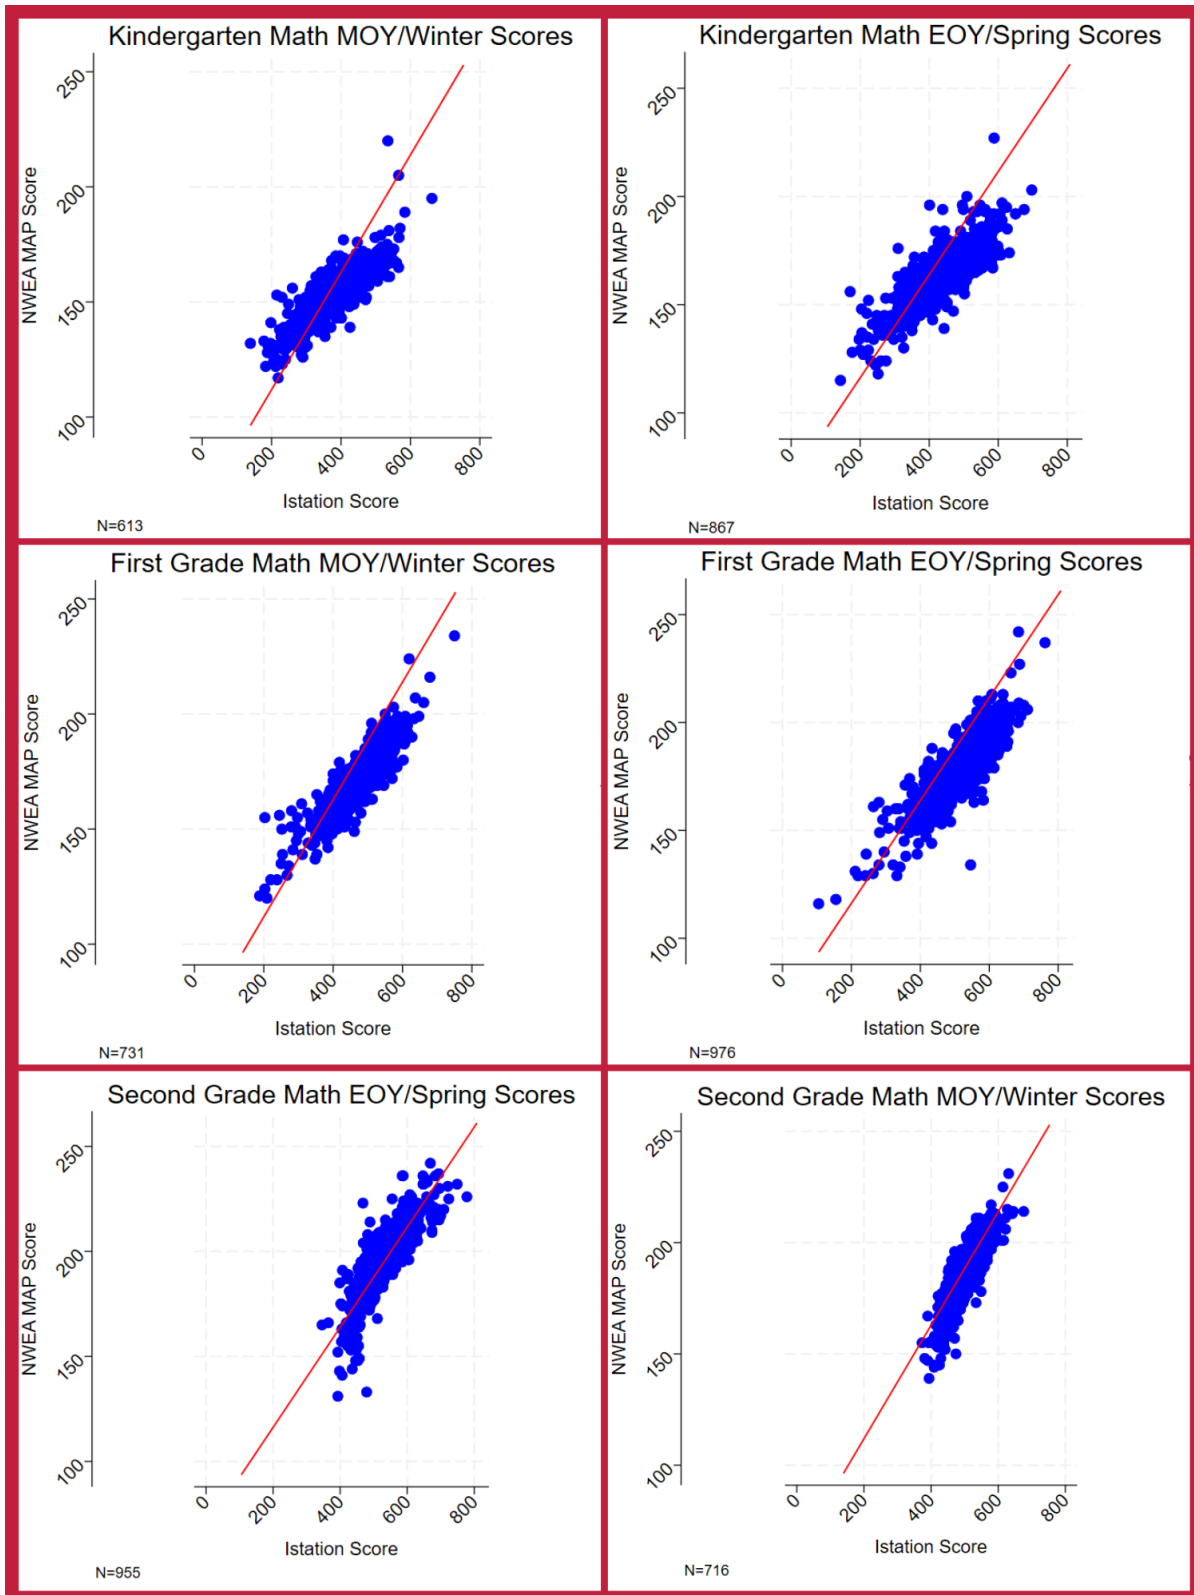 Kindergarten Math MOY/Winter Scores
250
200
150
100
NWEA MAP Score
0 200 400 600 800
Istation Score
N=613
Kindergarten Math EOY/Spring Scores
250
200
150
100
NWEA MAP Score
0 200 400 600 800
Istation Score
N=867
First Grade Math MOY/Winter Scores
250
200
150
100
NWEA MAP Score
0 200 400 600 800
Istation Score
N=731
First Grade Math EOY/Spring Scores
250
200
150
100
NWEA MAP Score
0 200 400 600 800
Istation Score
N=976
Second Grade Math EOY/Spring Scores
250
200
150
100
NWEA MAP Score
0 200 400 600 800
Istation Score
N=955
Second Grade Math MOY/Winter Scores
250
200
150
100
NWEA MAP Score
0 200 400 600 800
Istation Score
N=716